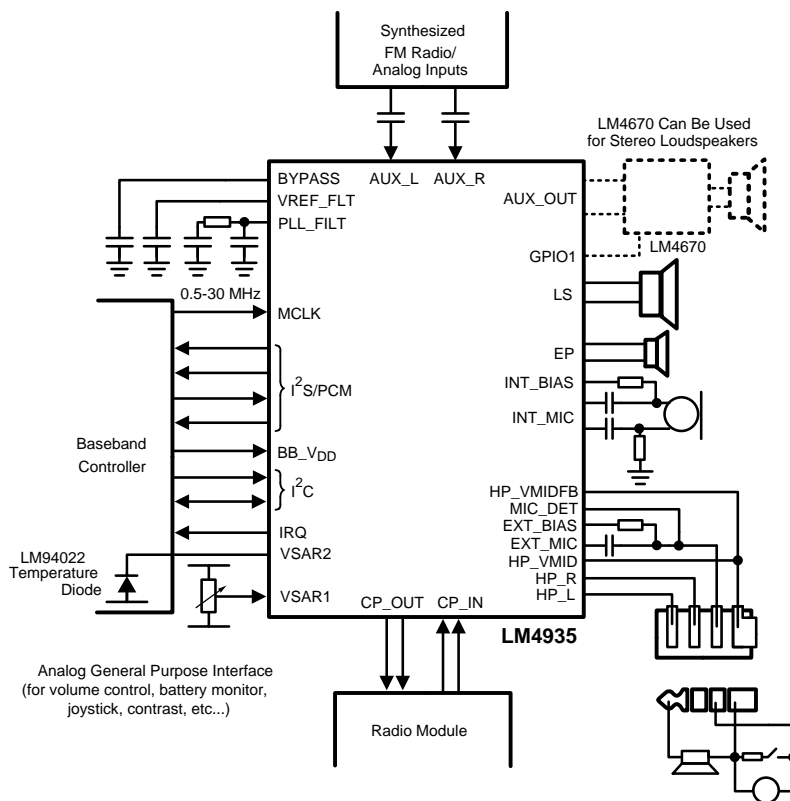 Synthesized
FM Radio/
Analog Inputs
LM4670 Can Be Used
for Stereo Loudspeakers
BYPASS
AUX_L
AUX_R
VREF_FLT
AUX_OUT
PLL_FILT
LM4670
GPIO1
0.5-30 MHz
LS
MCLK
EP
INT_BIAS
I²S/PCM
INT_MIC
Baseband
Controller
BB_VDD
I²C
HP_VMIDFB
MIC_DET
EXT_BIAS
IRQ
EXT_MIC
LM94022
Temperature
Diode
VSAR2
HP_VMID
HP_R
VSAR1
HP_L
CP_OUT
CP_IN
LM4935
Analog General Purpose Interface
(for volume control, battery monitor,
joystick, contrast, etc...)
Radio Module